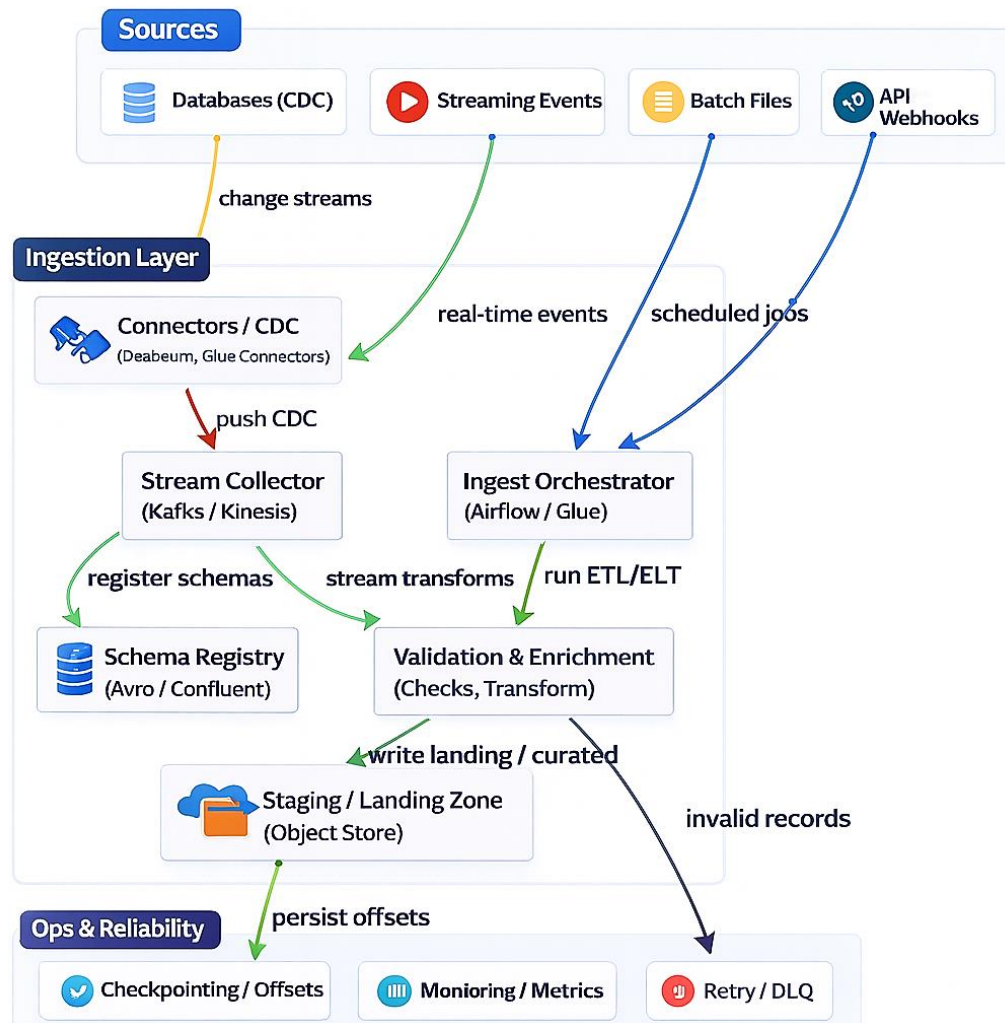 Sources
Databases (CDC)
Streaming Events
Batch Files
API
Webhooks
change streams
Ingestion Layer
real-time events
scheduled joos
Connectors / CDC
(Deabeum, Glue Connectors)
push CDC
Stream Collector
(Kafks / Kinesis)
Ingest Orchestrator
(Airflow / Glue)
register schemas
stream transforms
run ETL/ELT
Schema Registry
(Avro / Confluent)
Validation & Enrichment
(Checks, Transform)
write landing / curated
Staging / Landing Zone
(Object Store)
invalid records
persist offsets
Ops & Reliability
Checkpointing / Offsets
Monioring / Metrics
Retry / DLQ